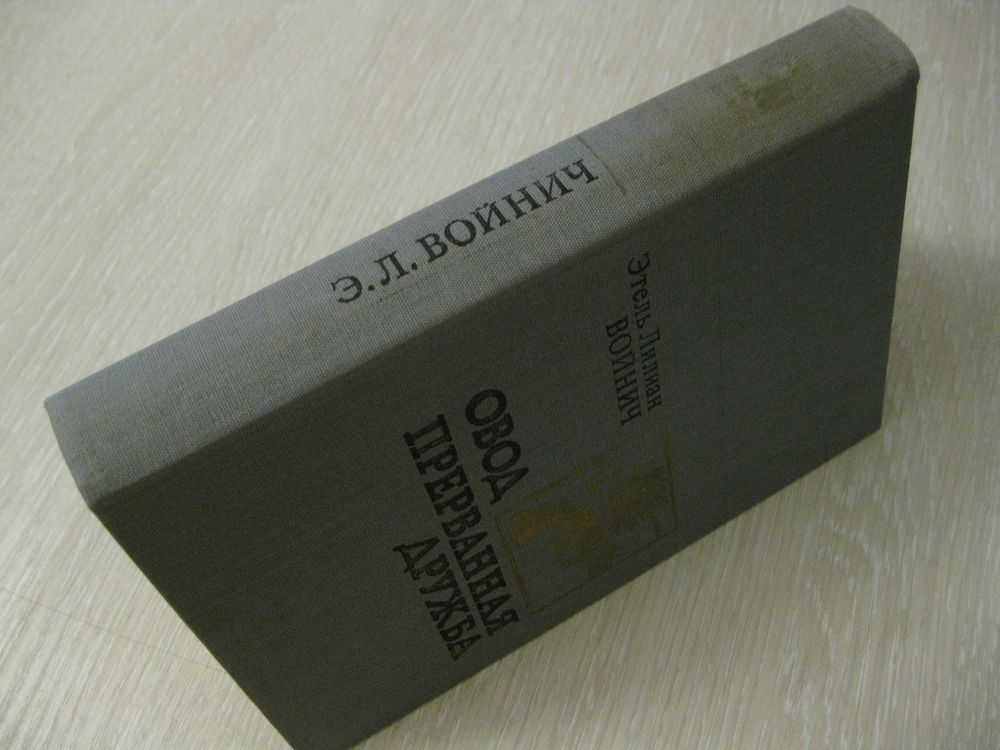 Э.Л. ВОЙНИЧ
Этель Лилиан
ВОЙНИЧ
ОВОД
ПРЕРВАННАЯ
ДРУЖБА